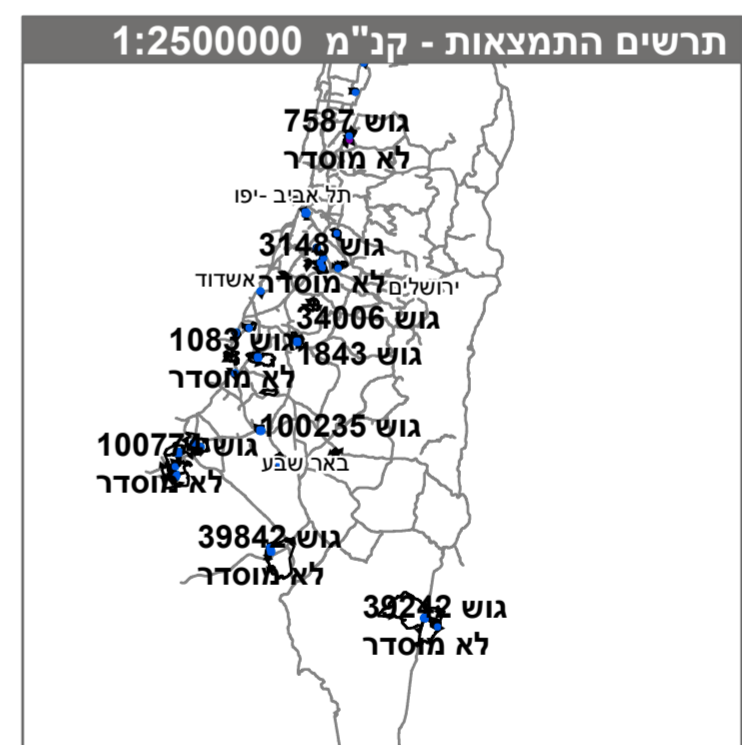 תרשים התמצאות - קנ"מ 1:2500000
גוש 7587
לא מוסדר
תל אביב -יפו
גוש 3148
לא מוסדר
אשדוד
ירושלים
גוש 34006
גוש 1083
גוש 1843
לא מוסדר
גוש 100235
גוש
לא מוסדר
באר שבע
גוש 39842
לא מוסדר
גוש 39242
לא מוסדר